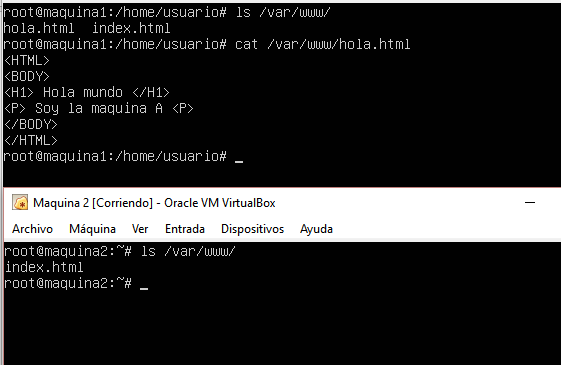 root@maquina1:/home/usuario# ls /var/www/
hola.html  index.html
root@maquina1:/home/usuario# cat /var/www/hola.html
<HTML>
<BODY>
<H1> Hola mundo </H1>
<P> Soy la maquina A <P>
</BODY>
</HTML>
root@maquina1:/home/usuario# _
Maquina 2 [Corriendo] - Oracle VM VirtualBox
Archivo Máquina Ver Entrada Dispositivos Ayuda
root@maquina2:~# ls /var/www/
index.html
root@maquina2:~# _